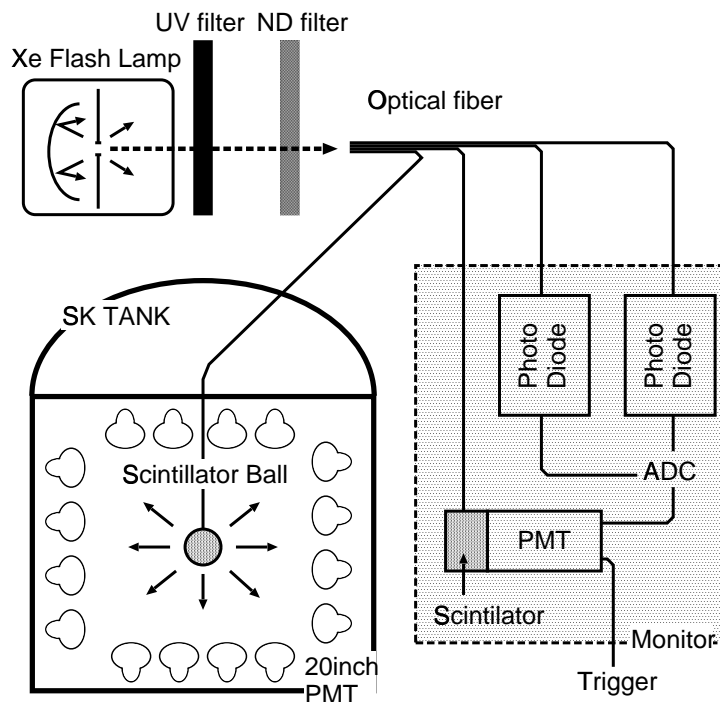 UV filter
ND filter
Xe Flash Lamp
Optical fiber
SK TANK
Photo
Diode
Photo
Diode
Scintillator Ball
ADC
PMT
Scintilator
Monitor
20inch
PMT
Trigger